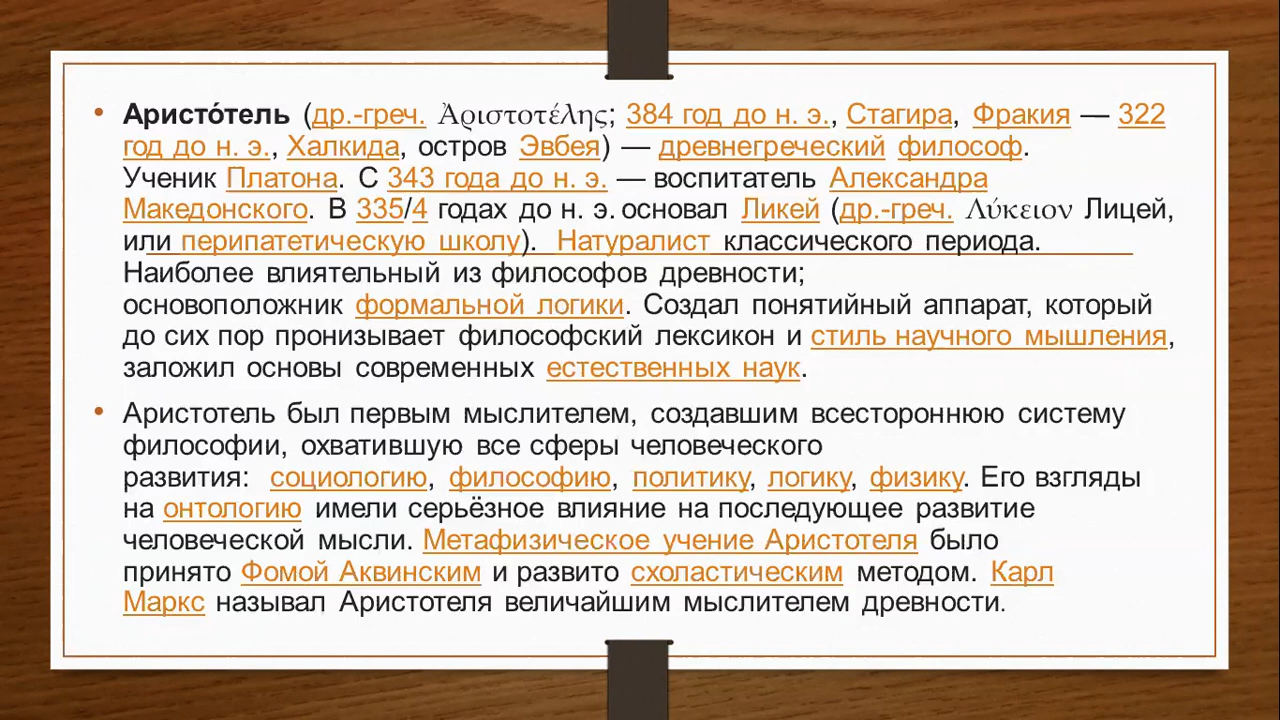 • Аристо́тель (др.-греч. Ἀριστοτέλης; 384 год до н. э., Стагира, Фракия — 322
год до н. э., Халкида, остров Эвбея) — древнегреческий философ.
Ученик Платона. С 343 года до н. э. — воспитатель Александра
Македонского. В 335/4 годах до н. э. основал Ликей (др.-греч. Λύκειον Лицей,
или перипатетическую школу). Натуралист классического периода.
Наиболее влиятельный из философов древности;
основоположник формальной логики. Создал понятийный аппарат, который
до сих пор пронизывает философский лексикон и стиль научного мышления,
заложил основы современных естественных наук.
• Аристотель был первым мыслителем, создавшим всестороннюю систему
философии, охватившую все сферы человеческого
развития: социологию, философию, политику, логику, физику. Его взгляды
на онтологию имели серьёзное влияние на последующее развитие
человеческой мысли. Метафизическое учение Аристотеля было
принято Фомой Аквинским и развито схоластическим методом. Карл
Маркс называл Аристотеля величайшим мыслителем древности.